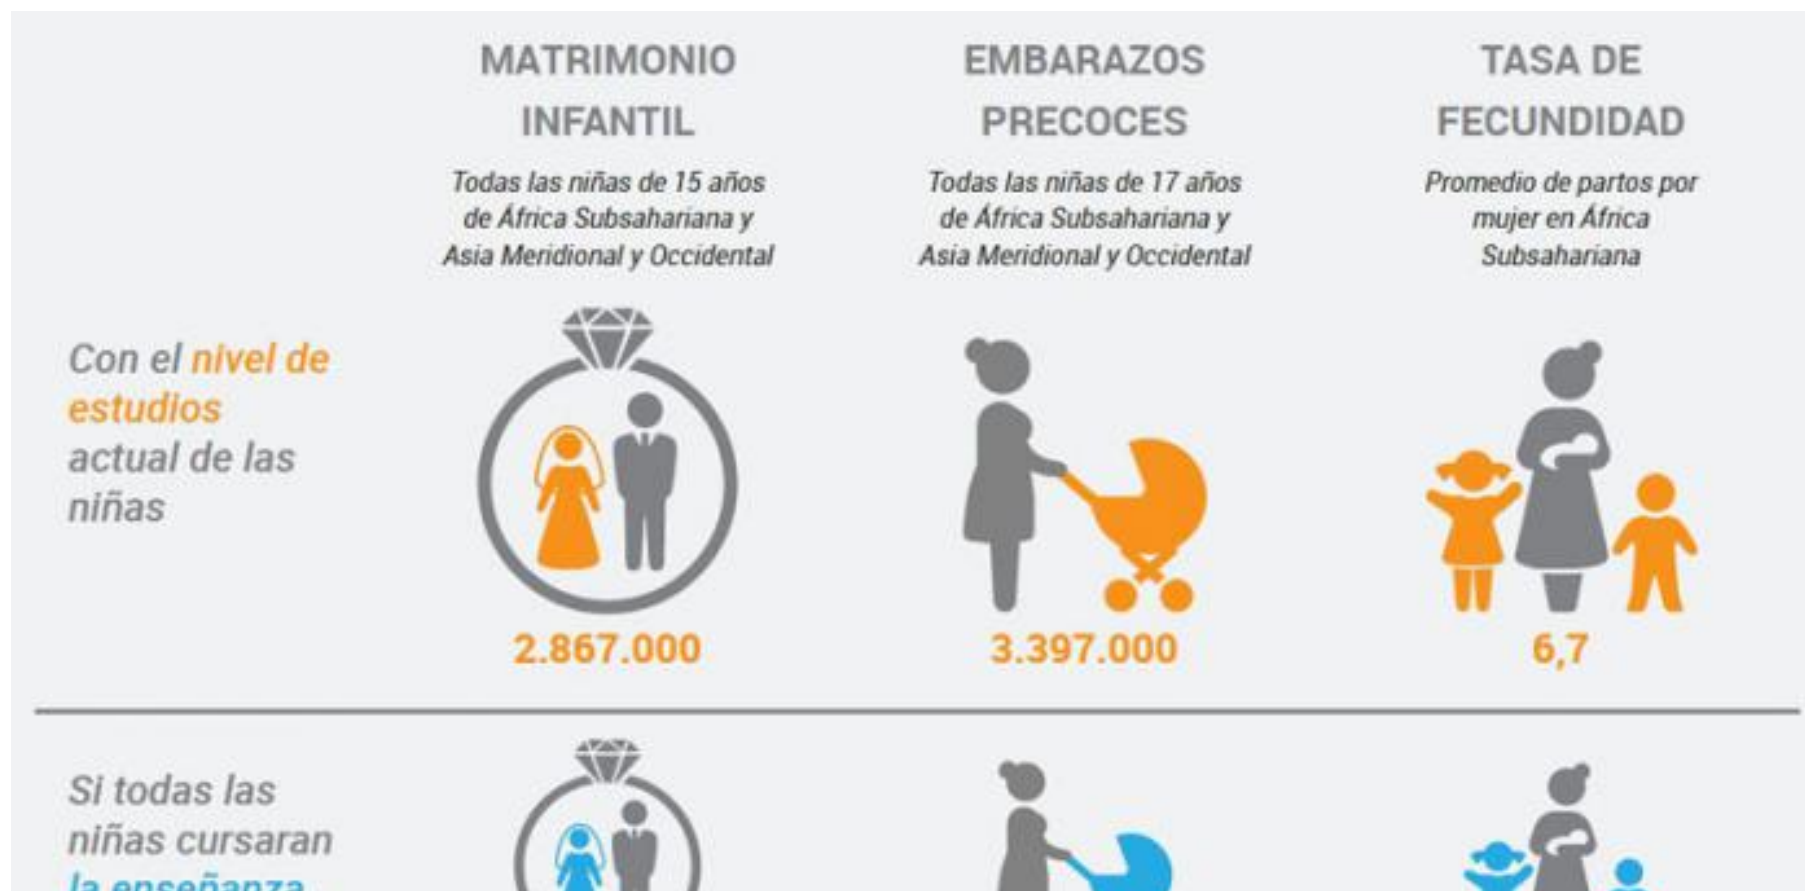 MATRIMONIO
INFANTIL
Todas las niñas de 15 años
de África Subsahariana y
Asia Meridional y Occidental
EMBARAZOS
PRECOCES
Todas las niñas de 17 años
de África Subsahariana y
Asia Meridional y Occidental
TASA DE
FECUNDIDAD
Promedio de partos por
mujer en África
Subsahariana
Con el nivel de
estudios
actual de las
niñas
2.867.000
3.397.000
6,7
Si todas las
niñas cursaran
la enseñanza